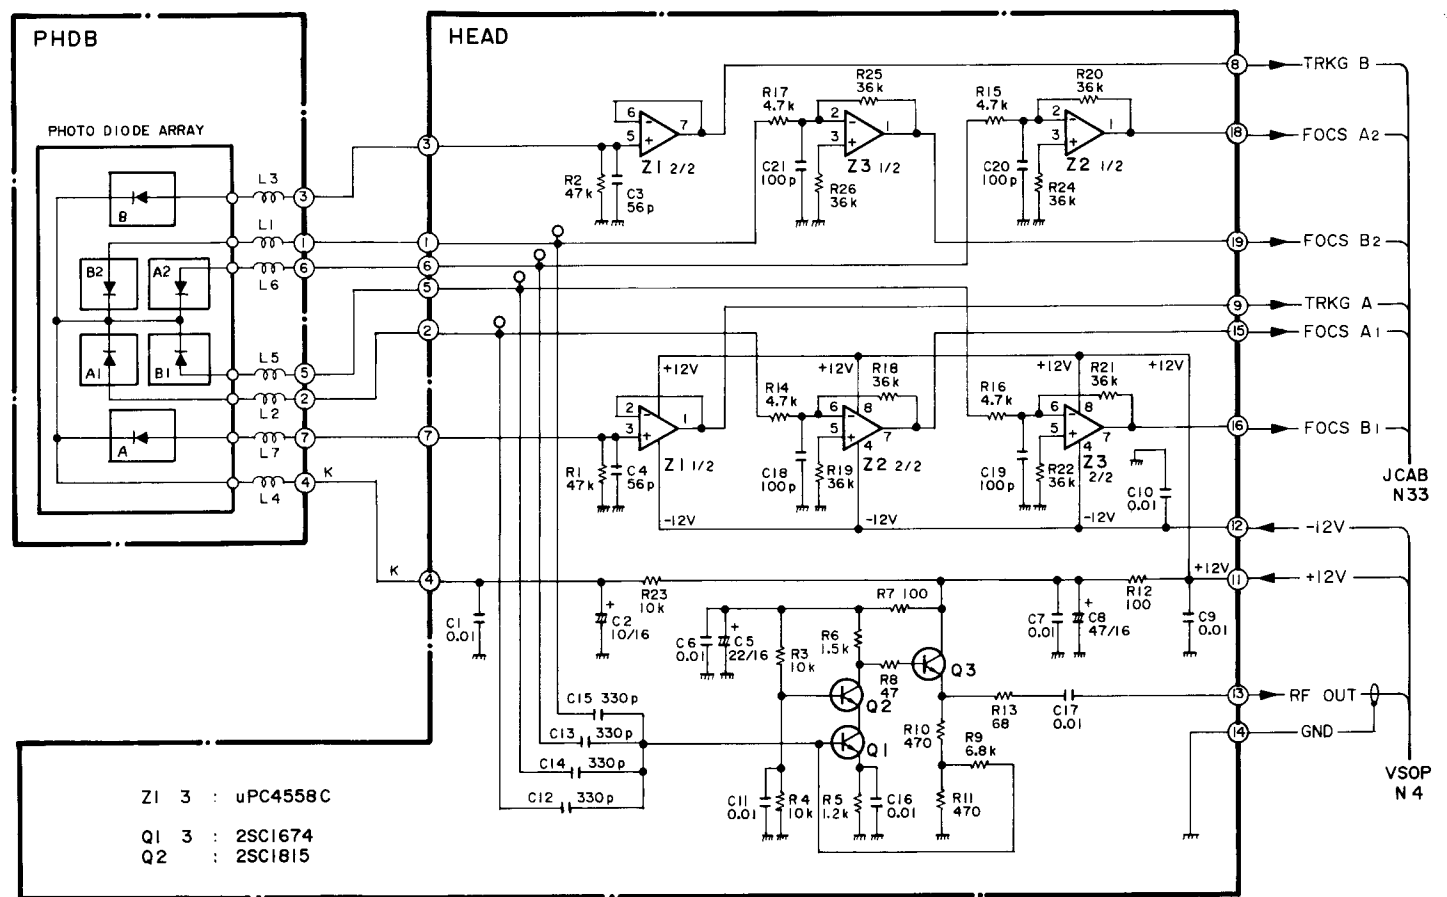 PHDB
PHOTO DIODE ARRAY
B
B2
A2
A1
B1
A
L3
L1
L6
L5
L2
L7
L4
K
3
1
6
5
2
7
4
HEAD
3
1
6
5
2
7
K 4
R2
47k
C3
56p
6
5
7
Z1 2/2
R17
4.7k
R25
36k
2
3
1
Z3 1/2
C21
100p
R26
36k
R15
4.7k
R20
36k
2
3
1
Z2 1/2
C20
100p
R24
36k
R1
47k
C4
56p
2
3
1
Z1 1/2
+12V
R14
4.7k
+12V
R18
36k
6
5
8
7
4
Z2 2/2
C18
100p
R19
36k
R16
4.7k
+12V
R21
36k
+12V
6
5
8
7
4
Z3
2/2
C19
100p
R22
36k
C10
0.01
-12V
-12V
-12V
C1
0.01
+
C2
10/16
R23
10k
C6
0.01
+
C5
22/16
R3
10k
R6
1.5k
R7 100
R8
47
Q3
Q2
Q1
C7
0.01
+
C8
47/16
R12
100
+12V
C9
0.01
C15 330p
C13 330p
C14 330p
C12 330p
C11
0.01
R4
10k
R5
1.2k
C16
0.01
R10
470
R9
6.8k
R11
470
R13
68
C17
0.01
8 TRKG B
18 FOCS A2
19 FOCS B2
9 TRKG A
15 FOCS A1
16 FOCS B1
JCAB
N33
12 -12V
11 +12V
13 RF OUT
14 GND
VSOP
N4
Z1 3 : uPC4558C
Q1 3 : 2SC1674
Q2 : 2SC1815